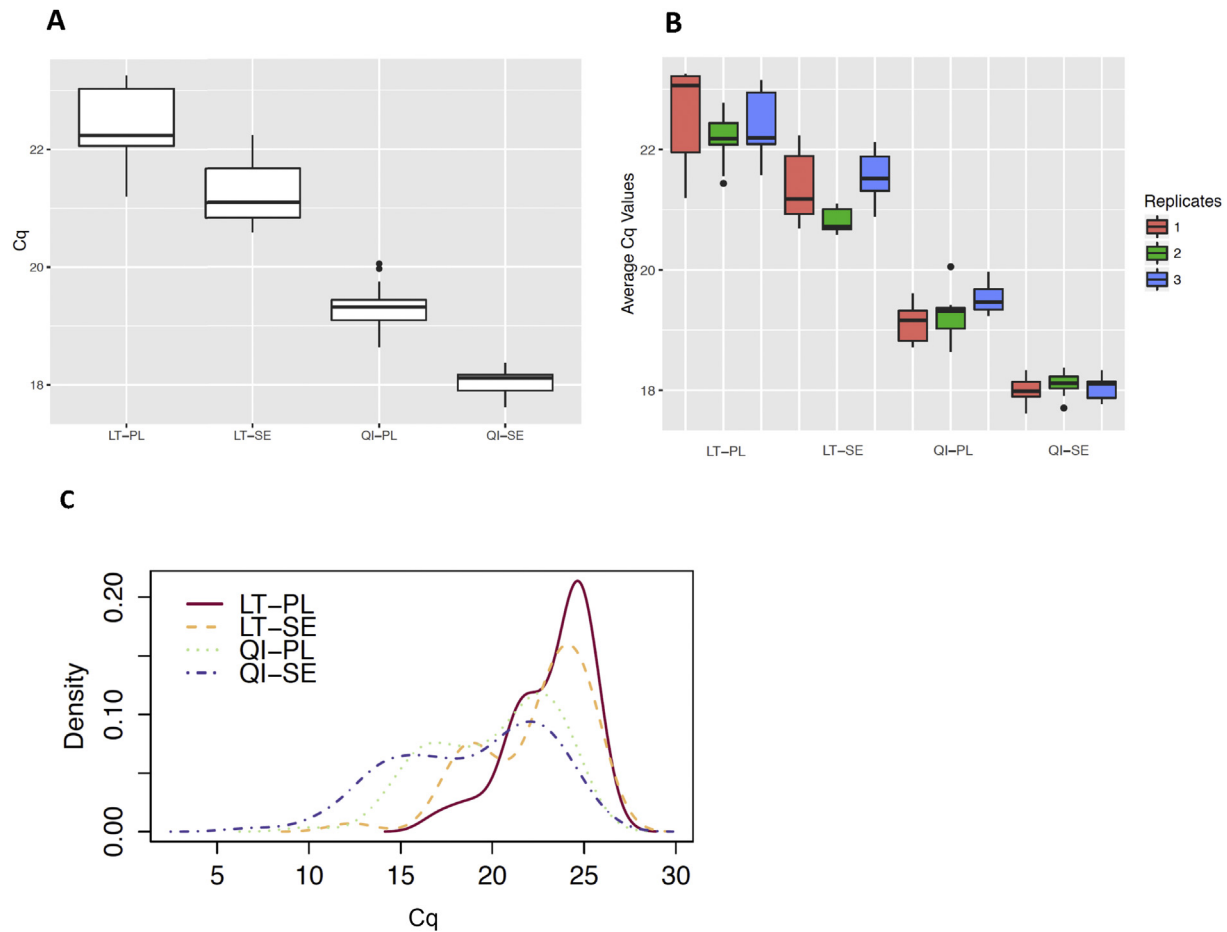 A
Cq
22
20
18
LT–PL
LT–SE
QI–PL
QI–SE
B
Average Cq Values
22
20
18
LT–PL
LT–SE
QI–PL
QI–SE
Replicates
1
2
3
C
Density
0.20
0.10
0.00
LT–PL
LT–SE
QI–PL
QI–SE
5 10 15 20 25 30
Cq